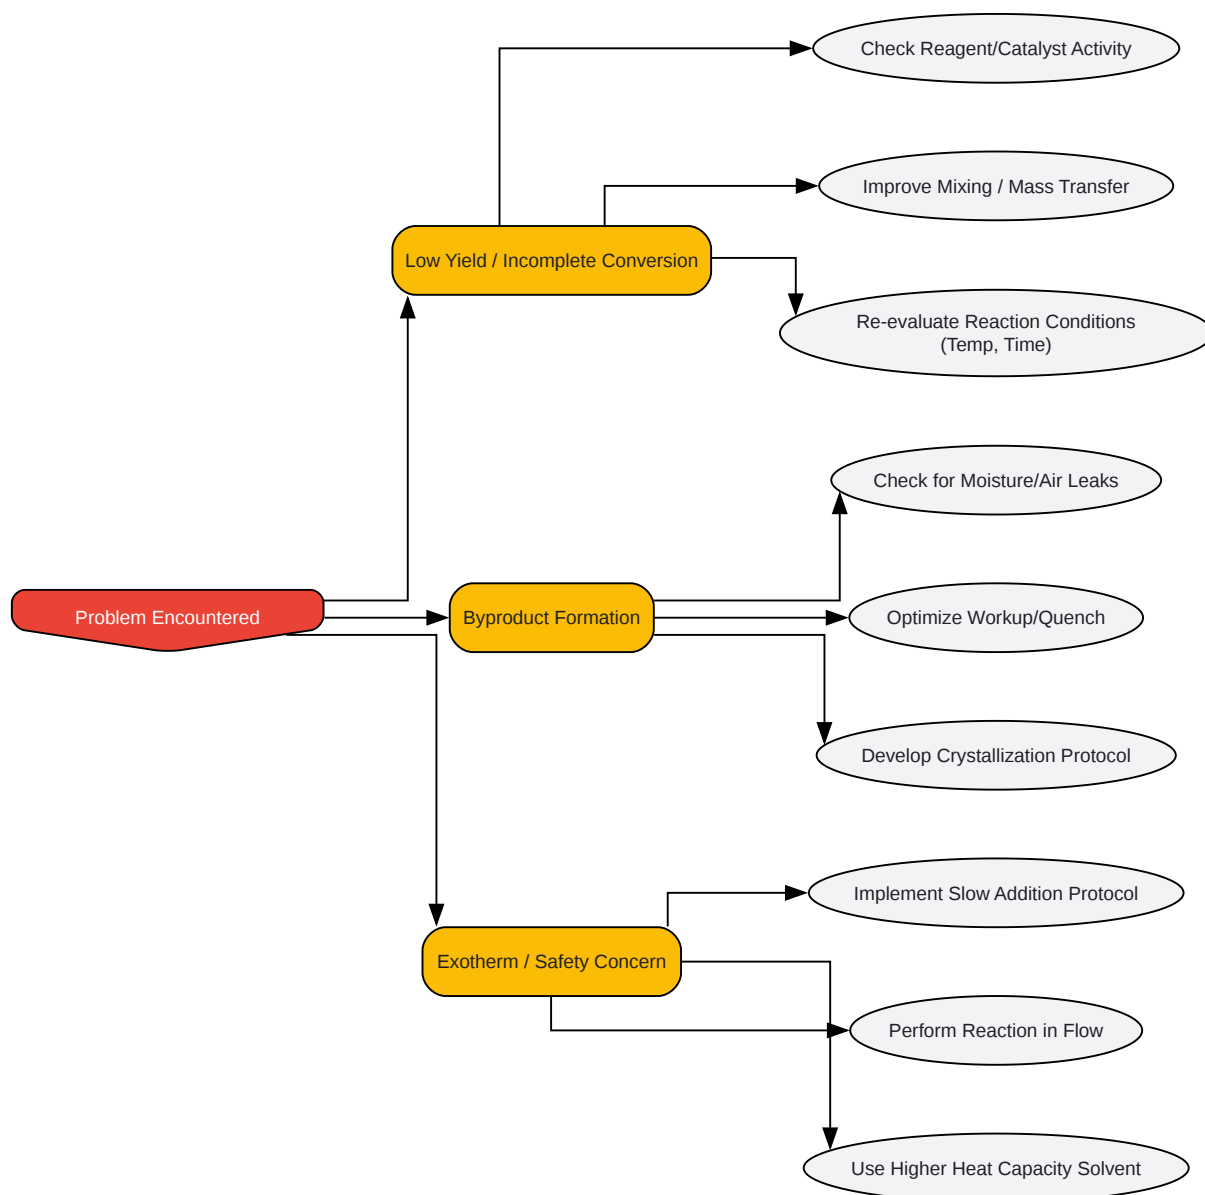 Check Reagent/Catalyst Activity
Improve Mixing / Mass Transfer
Low Yield / Incomplete Conversion
Re-evaluate Reaction Conditions
(Temp, Time)
Check for Moisture/Air Leaks
Problem Encountered
Byproduct Formation
Optimize Workup/Quench
Develop Crystallization Protocol
Implement Slow Addition Protocol
Exotherm / Safety Concern
Perform Reaction in Flow
Use Higher Heat Capacity Solvent